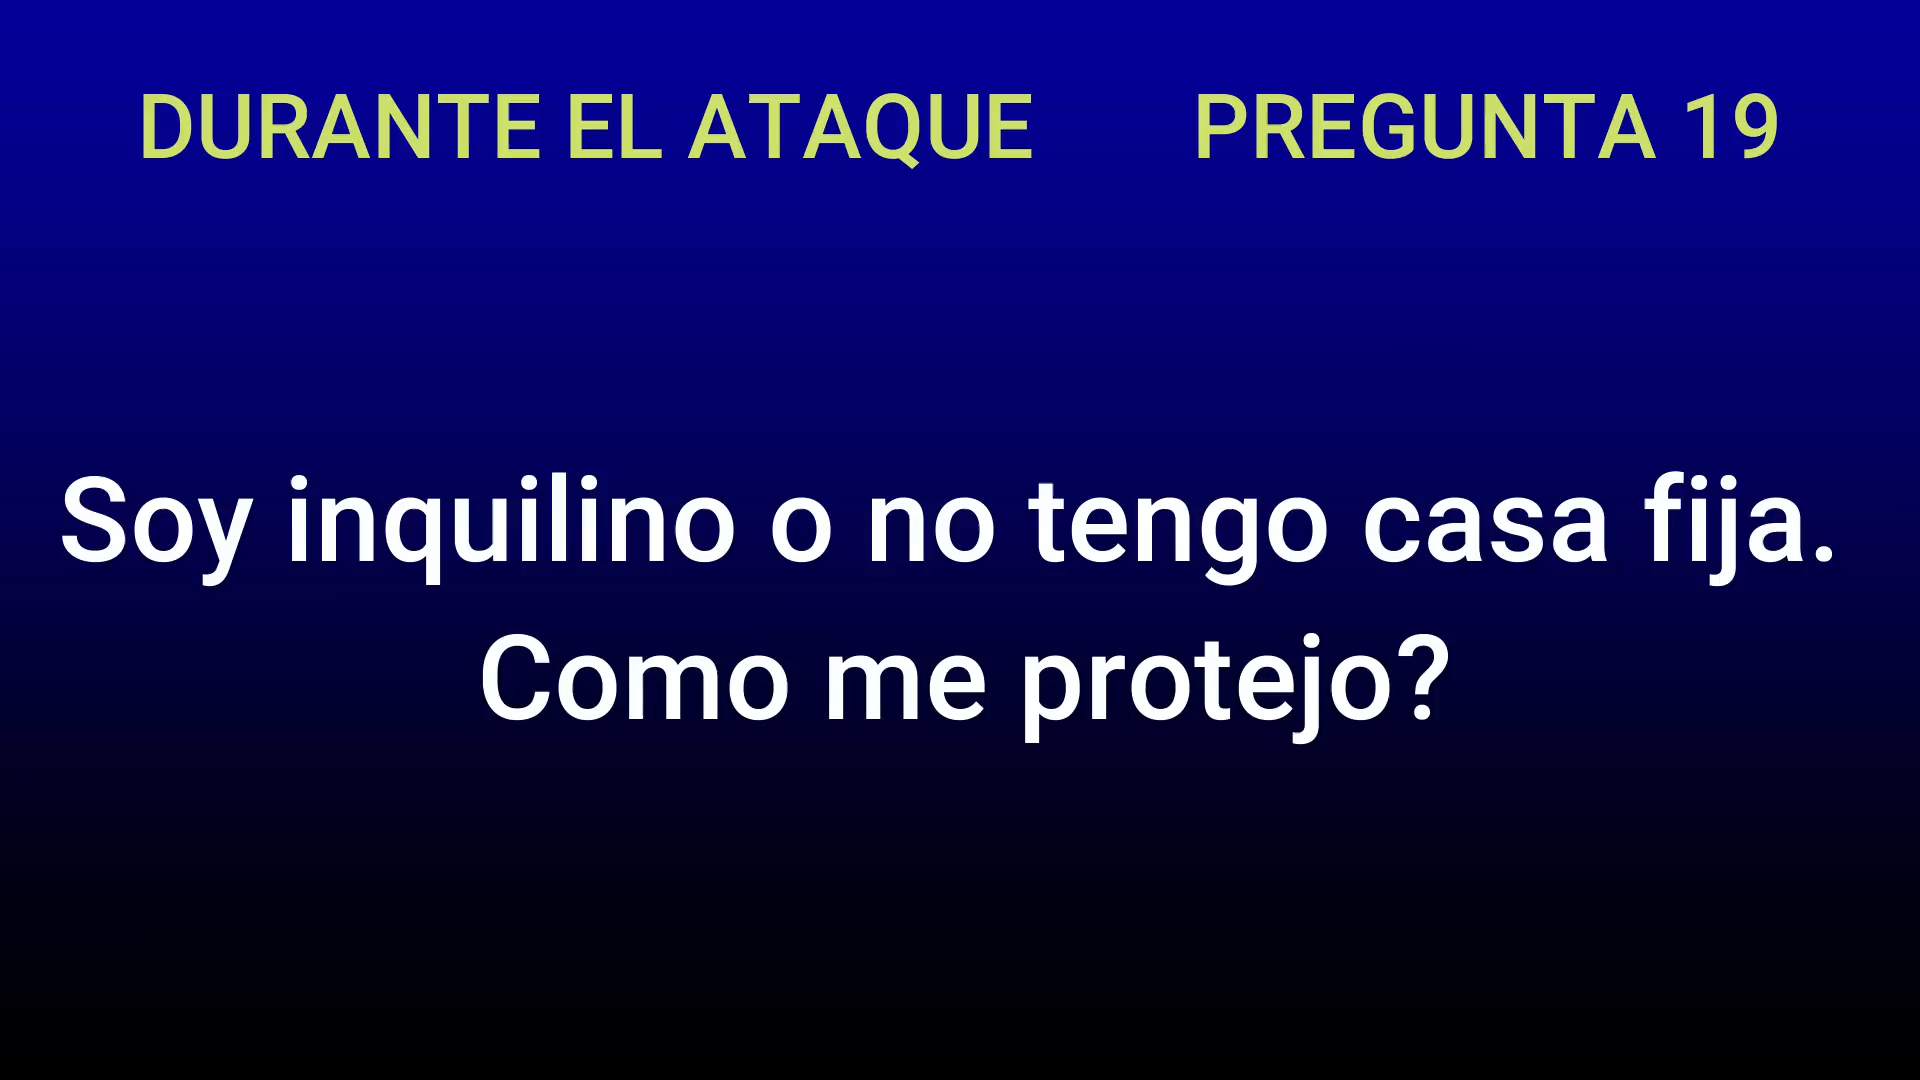 DURANTE EL ATAQUE PREGUNTA 19
Soy inquilino o no tengo casa fija.
Como me protejo?